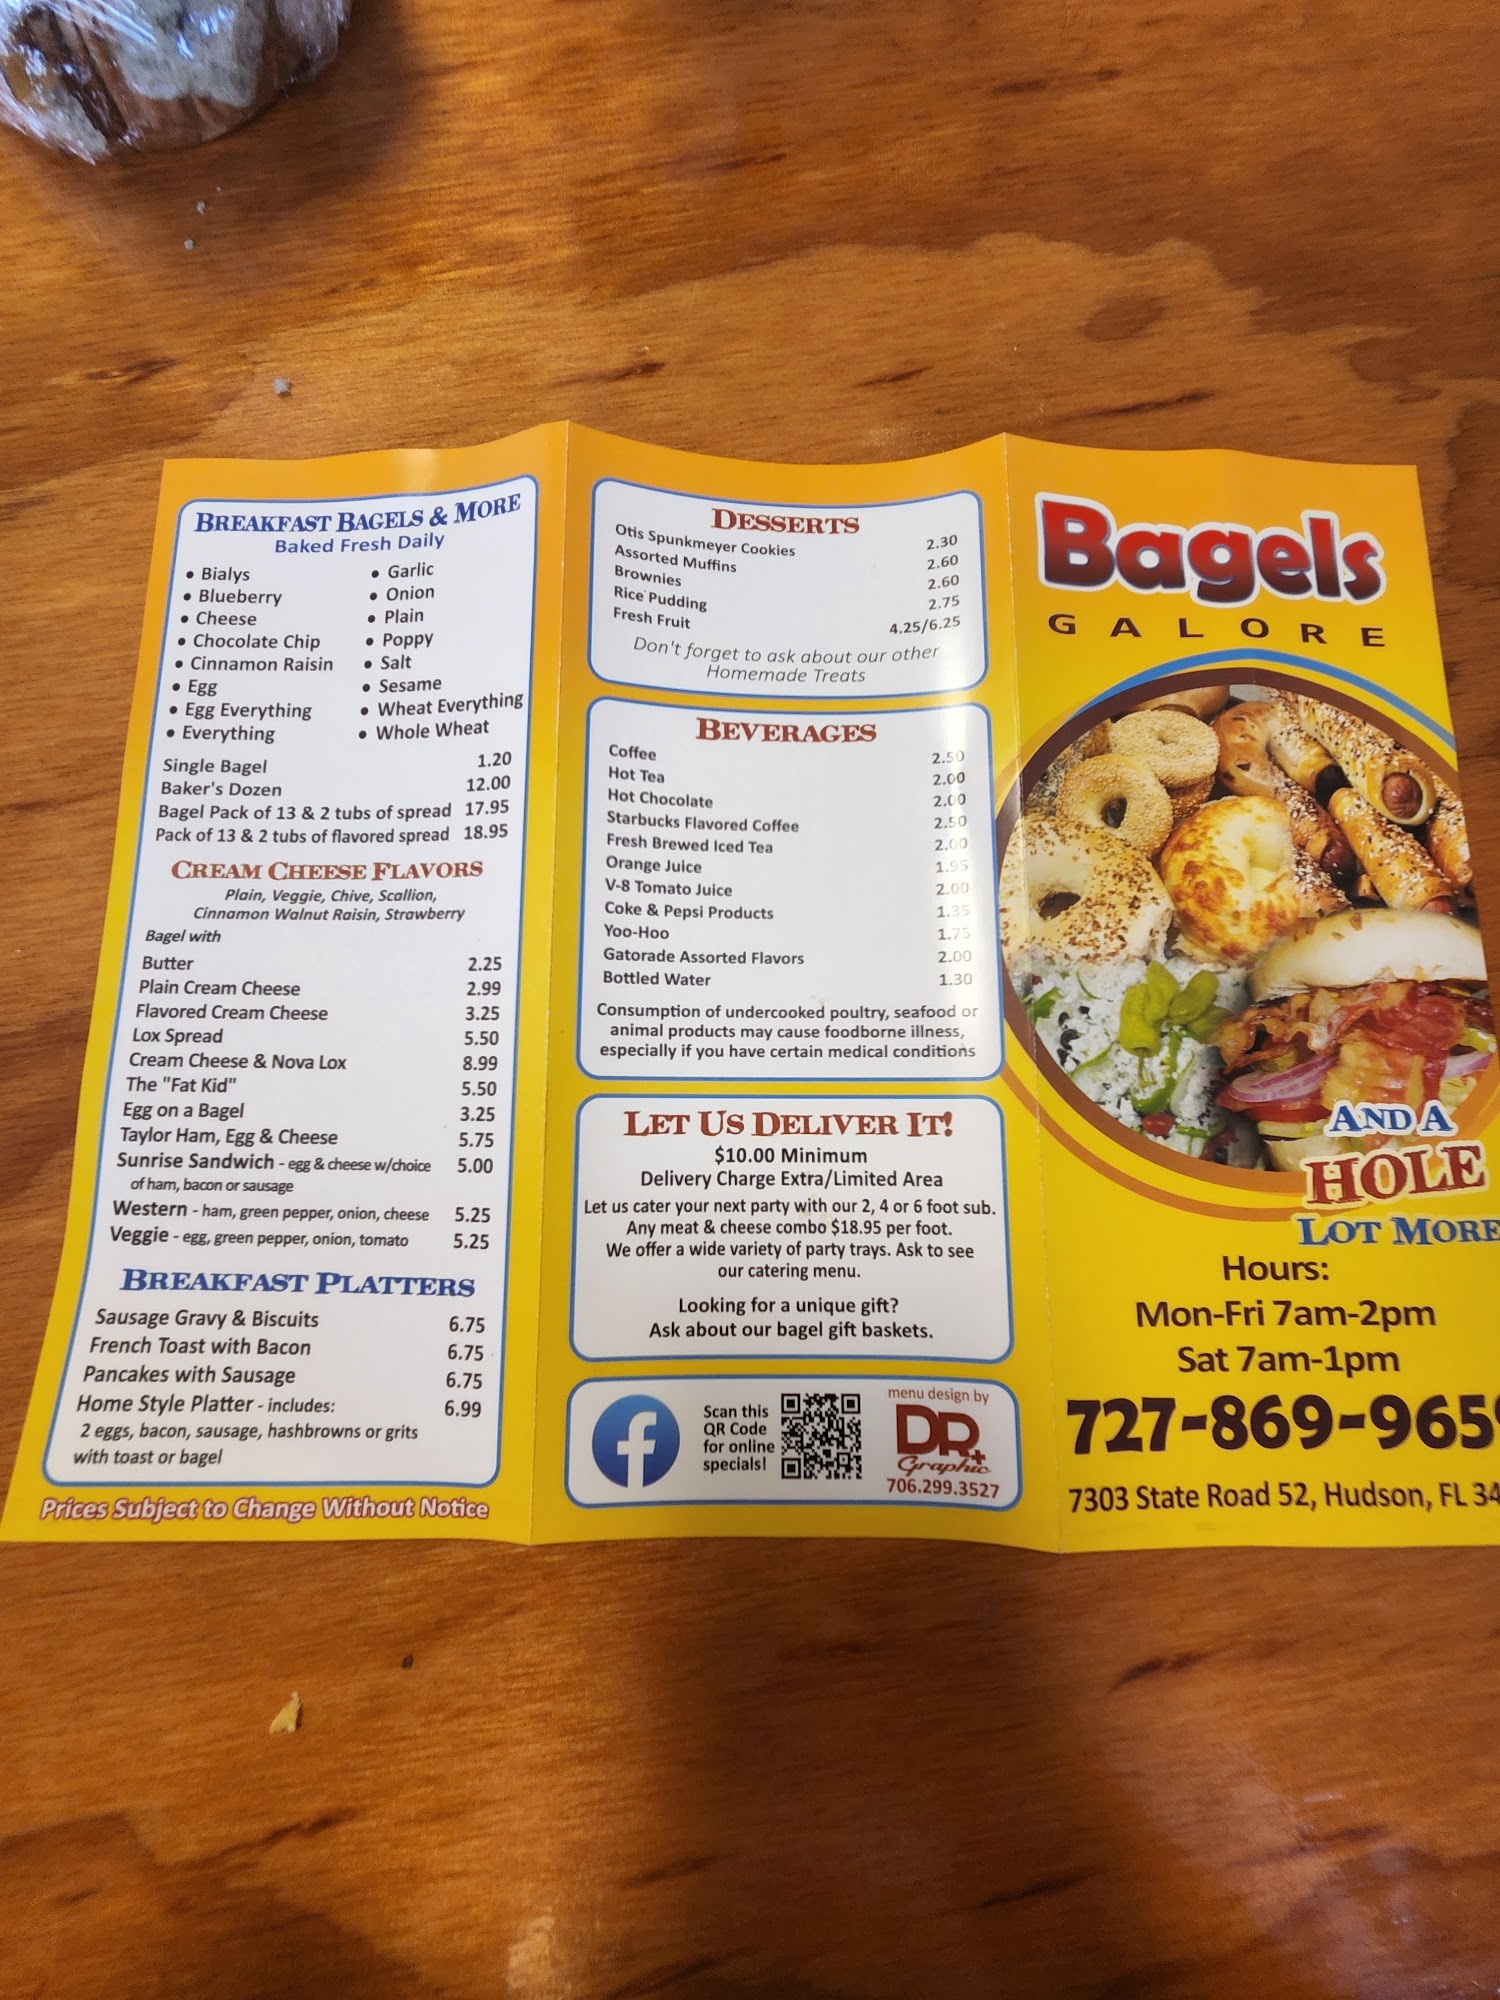 BREAKFAST BAGELS & MORE
Baked Fresh Daily
• Bialys
• Blueberry
• Cheese
• Chocolate Chip
• Cinnamon Raisin
• Egg
• Egg Everything
• Everything
• Garlic
• Onion
• Plain
• Poppy
• Salt
• Sesame
• Wheat Everything
• Whole Wheat
Single Bagel 1.20
Baker's Dozen 12.00
Bagel Pack of 13 & 2 tubs of spread 17.95
Pack of 13 & 2 tubs of flavored spread 18.95
CREAM CHEESE FLAVORS
Plain, Veggie, Chive, Scallion,
Cinnamon Walnut Raisin, Strawberry
Bagel with
Butter 2.25
Plain Cream Cheese 2.99
Flavored Cream Cheese 3.25
Lox Spread 5.50
Cream Cheese & Nova Lox 8.99
The "Fat Kid" 5.50
Egg on a Bagel 3.25
Taylor Ham, Egg & Cheese 5.75
Sunrise Sandwich - egg & cheese w/choice 5.00
of ham, bacon or sausage
Western - ham, green pepper, onion, cheese 5.25
Veggie - egg, green pepper, onion, tomato 5.25
BREAKFAST PLATTERS
Sausage Gravy & Biscuits 6.75
French Toast with Bacon 6.75
Pancakes with Sausage 6.75
Home Style Platter - includes: 6.99
2 eggs, bacon, sausage, hashbrowns or grits
with toast or bagel
Prices Subject to Change Without Notice
DESSERTS
Otis Spunkmeyer Cookies 2.30
Assorted Muffins 2.60
Brownies 2.60
Rice Pudding 2.75
Fresh Fruit 4.25/6.25
Don't forget to ask about our other
Homemade Treats
BEVERAGES
Coffee 2.50
Hot Tea 2.00
Hot Chocolate 2.00
Starbucks Flavored Coffee 2.50
Fresh Brewed Iced Tea 2.00
Orange Juice 1.95
V-8 Tomato Juice 2.00
Coke & Pepsi Products 1.35
Yoo-Hoo 1.75
Gatorade Assorted Flavors 2.00
Bottled Water 1.30
Consumption of undercooked poultry, seafood or
animal products may cause foodborne illness,
especially if you have certain medical conditions
LET US DELIVER IT!
$10.00 Minimum
Delivery Charge Extra/Limited Area
Let us cater your next party with our 2, 4 or 6 foot sub.
Any meat & cheese combo $18.95 per foot.
We offer a wide variety of party trays. Ask to see
our catering menu.
Looking for a unique gift?
Ask about our bagel gift baskets.
f
Scan this
QR Code
for online
specials!
menu design by
DR+
Graphic
706.299.3527
Bagels
GALORE
AND A
HOLE
LOT MORE
Hours:
Mon-Fri 7am-2pm
Sat 7am-1pm
727-869-965
7303 State Road 52, Hudson, FL 34